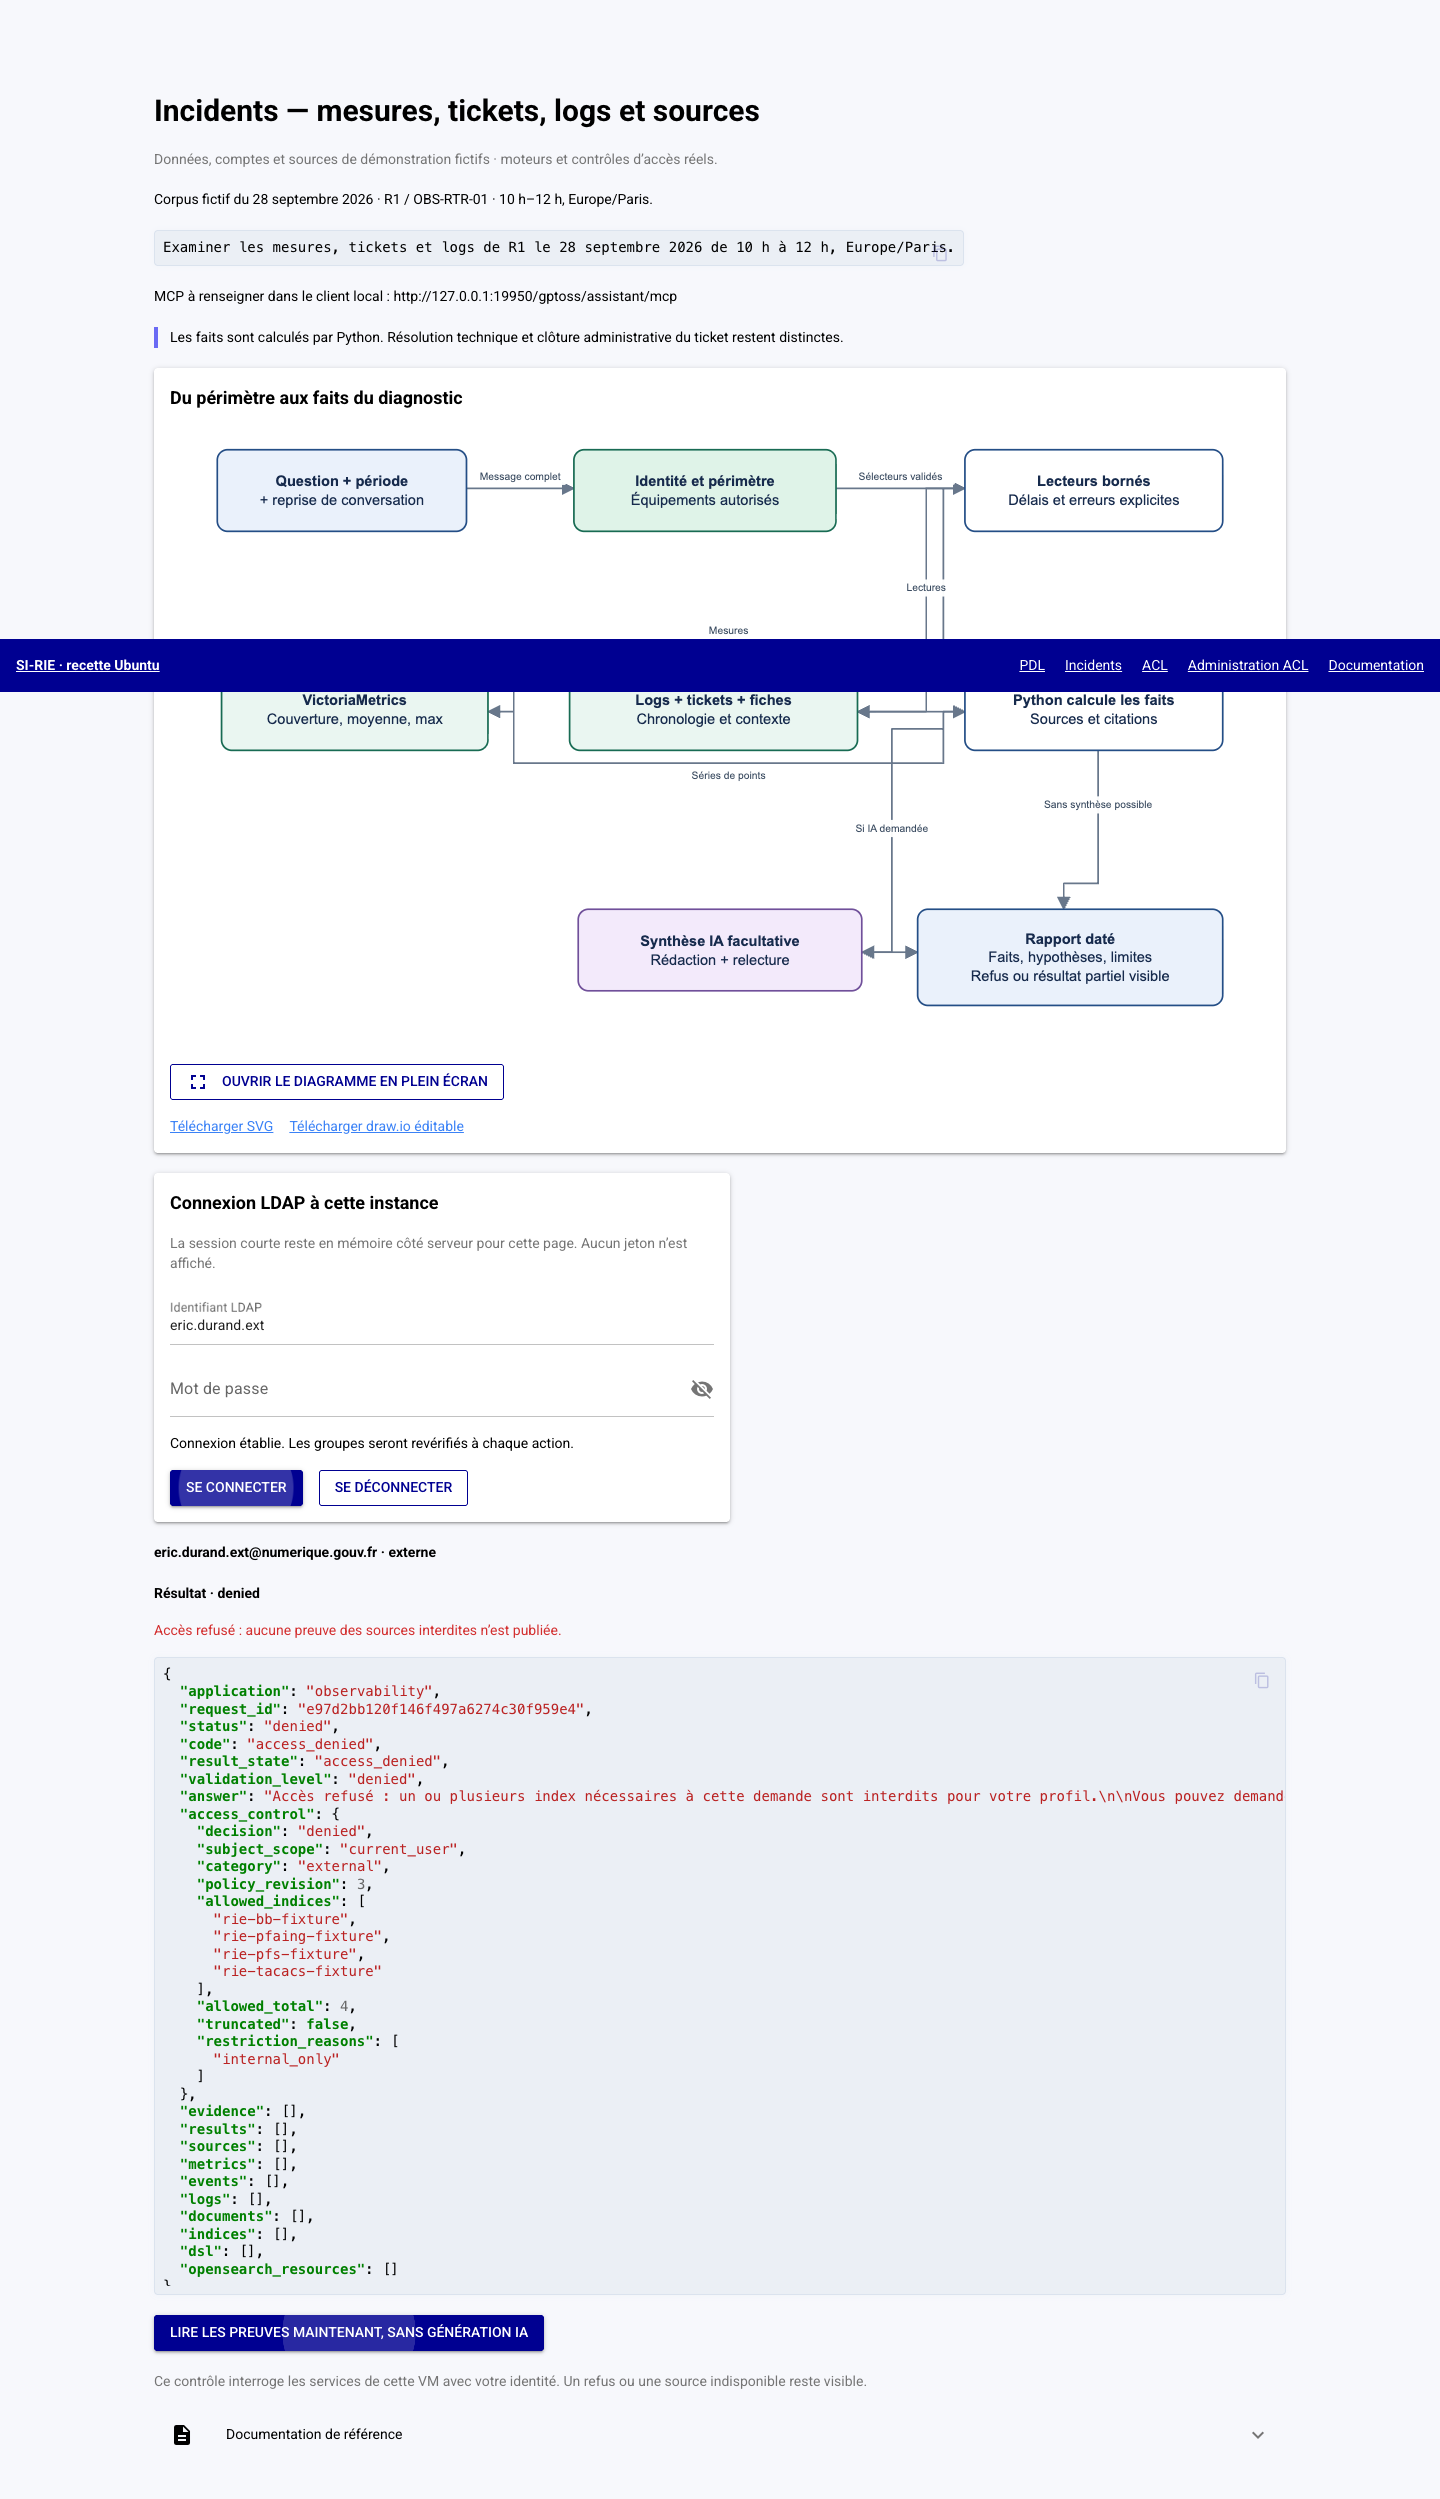 Incidents — mesures, tickets, logs et sources
Données, comptes et sources de démonstration fictifs · moteurs et contrôles d’accès réels.
Corpus fictif du 28 septembre 2026 · R1 / OBS-RTR-01 · 10 h–12 h, Europe/Paris.
Examiner les mesures, tickets et logs de R1 le 28 septembre 2026 de 10 h à 12 h, Europe/Paris.
MCP à renseigner dans le client local : http://127.0.0.1:19950/gptoss/assistant/mcp
Les faits sont calculés par Python. Résolution technique et clôture administrative du ticket restent distinctes.
Du périmètre aux faits du diagnostic
Question + période
+ reprise de conversation
Message complet
Identité et périmètre
Équipements autorisés
Sélecteurs validés
Lecteurs bornés
Délais et erreurs explicites
Lectures
Mesures
SI-RIE · recette Ubuntu
PDL
Incidents
ACL
Administration ACL
Documentation
VictoriaMetrics
Couverture, moyenne, max
Logs + tickets + fiches
Chronologie et contexte
Python calcule les faits
Sources et citations
Séries de points
Sans synthèse possible
Si IA demandée
Synthèse IA facultative
Rédaction + relecture
Rapport daté
Faits, hypothèses, limites
Refus ou résultat partiel visible
OUVRIR LE DIAGRAMME EN PLEIN ÉCRAN
Télécharger SVG
Télécharger draw.io éditable
Connexion LDAP à cette instance
La session courte reste en mémoire côté serveur pour cette page. Aucun jeton n’est
affiché.
Identifiant LDAP
eric.durand.ext
Mot de passe
Connexion établie. Les groupes seront revérifiés à chaque action.
SE CONNECTER
SE DÉCONNECTER
eric.durand.ext@numerique.gouv.fr · externe
Résultat · denied
Accès refusé : aucune preuve des sources interdites n’est publiée.
{
"application": "observability",
"request_id": "e97d2bb120f146f497a6274c30f959e4",
"status": "denied",
"code": "access_denied",
"result_state": "access_denied",
"validation_level": "denied",
"answer": "Accès refusé : un ou plusieurs index nécessaires à cette demande sont interdits pour votre profil.\n\nVous pouvez demand
"access_control": {
"decision": "denied",
"subject_scope": "current_user",
"category": "external",
"policy_revision": 3,
"allowed_indices": [
"rie-bb-fixture",
"rie-pfaing-fixture",
"rie-pfs-fixture",
"rie-tacacs-fixture"
],
"allowed_total": 4,
"truncated": false,
"restriction_reasons": [
"internal_only"
]
},
"evidence": [],
"results": [],
"sources": [],
"metrics": [],
"events": [],
"logs": [],
"documents": [],
"indices": [],
"dsl": [],
"opensearch_resources": []
}
LIRE LES PREUVES MAINTENANT, SANS GÉNÉRATION IA
Ce contrôle interroge les services de cette VM avec votre identité. Un refus ou une source indisponible reste visible.
Documentation de référence